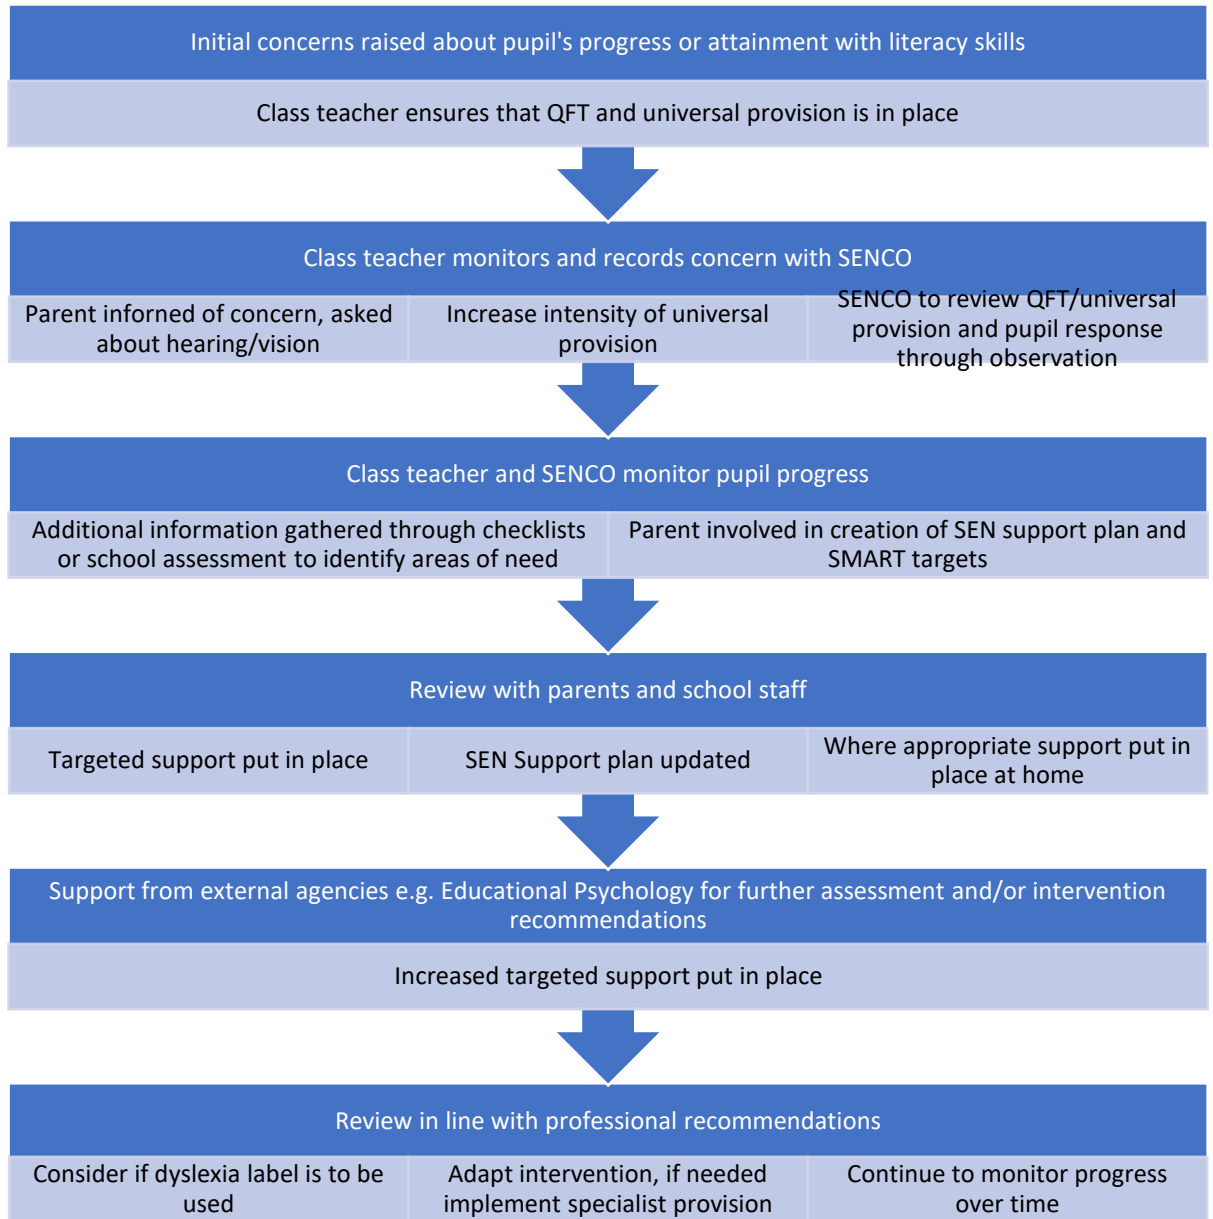 Initial concerns raised about pupil's progress or attainment with literacy skills
Class teacher ensures that QFT and universal provision is in place
Class teacher monitors and records concern with SENCO
Parent informed of concern, asked
about hearing/vision
Increase intensity of universal
provision
SENCO to review QFT/universal
provision and pupil response
through observation
Class teacher and SENCO monitor pupil progress
Additional information gathered through checklists
or school assessment to identify areas of need
Parent involved in creation of SEN support plan and
SMART targets
Review with parents and school staff
Targeted support put in place
SEN Support plan updated
Where appropriate support put in
place at home
Support from external agencies e.g. Educational Psychology for further assessment and/or intervention
recommendations
Increased targeted support put in place
Review in line with professional recommendations
Consider if dyslexia label is to be
used
Adapt intervention, if needed
implement specialist provision
Continue to monitor progress
over time